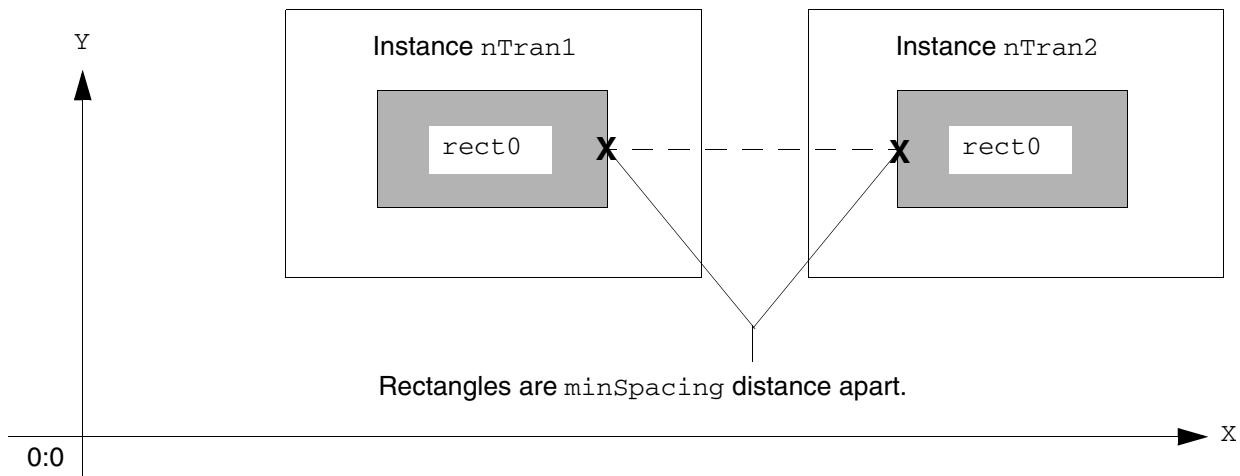 Y
Instance nTran1
Instance nTran2
rect0
X
X
rect0
Rectangles are minSpacing distance apart.
X
0:0